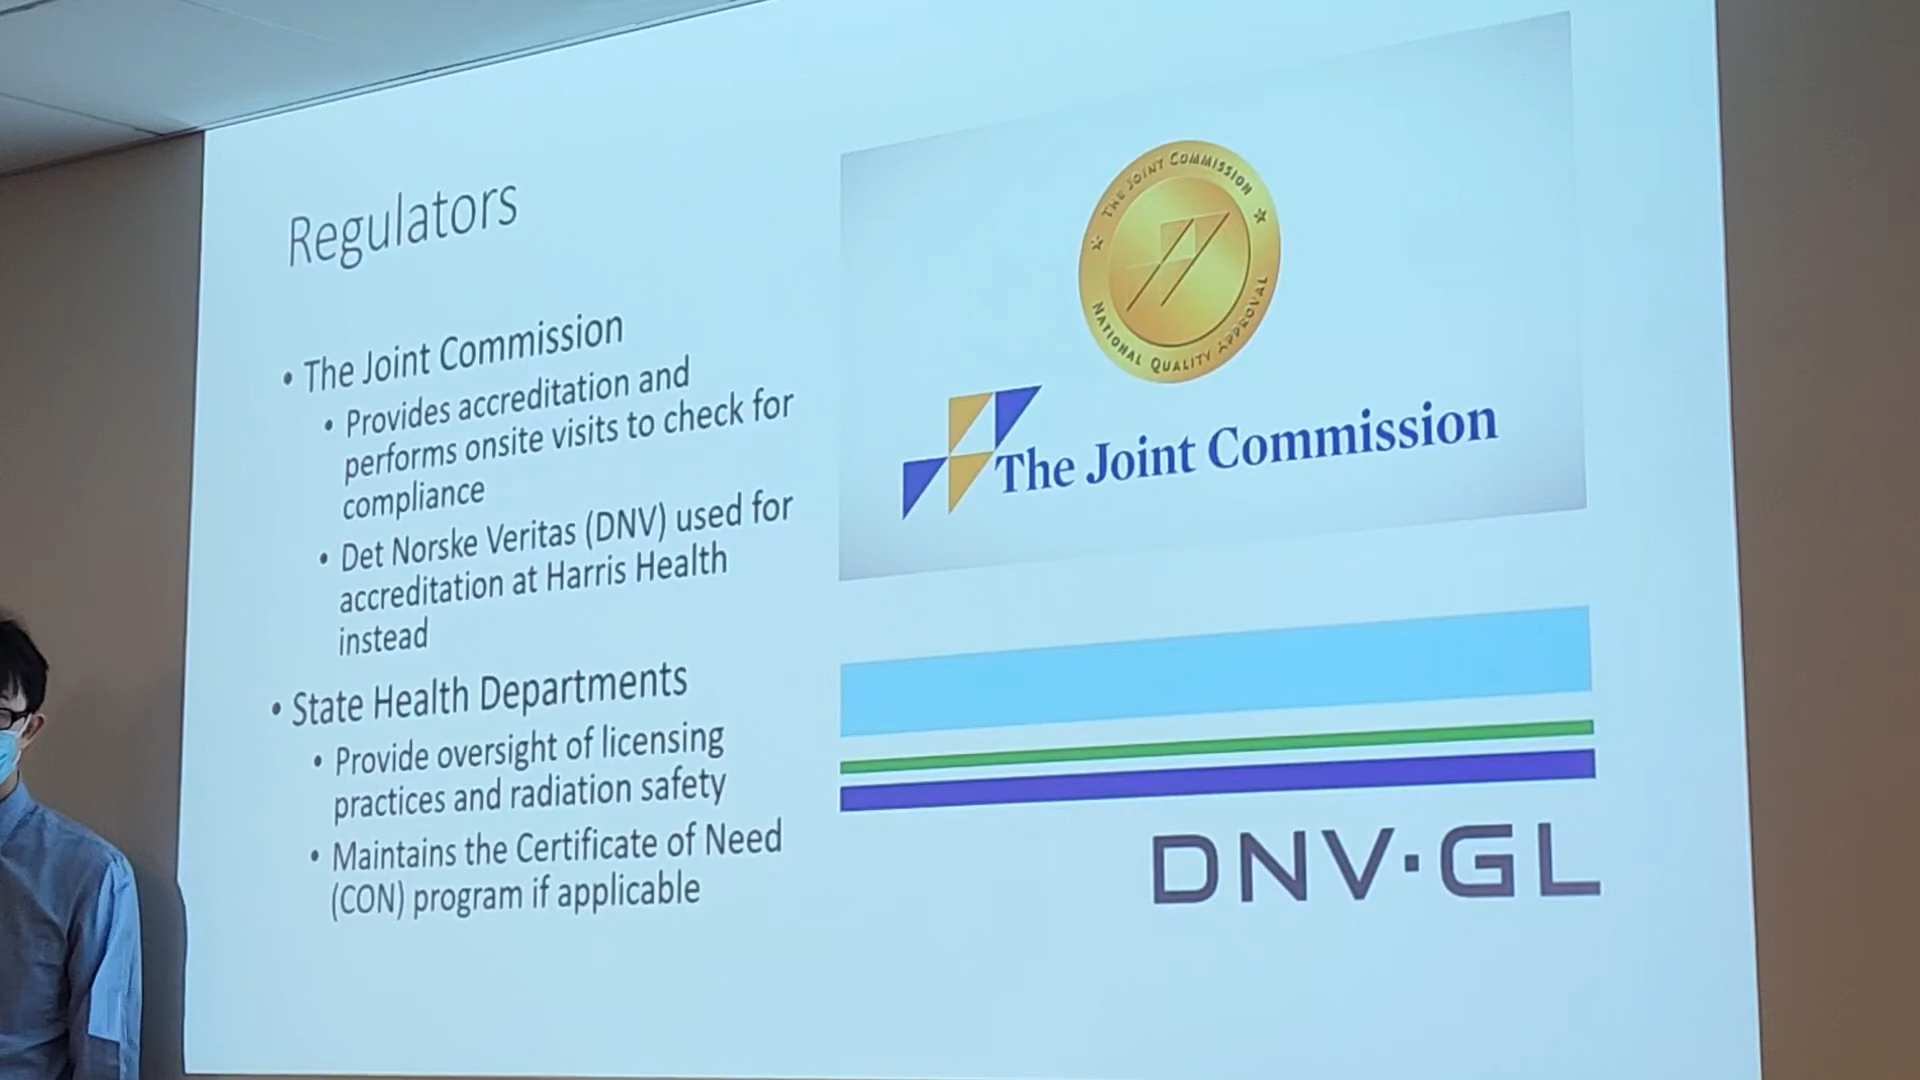 Regulators
• The Joint Commission
• Provides accreditation and
performs onsite visits to check for
compliance
• Det Norske Veritas (DNV) used for
accreditation at Harris Health
instead
• State Health Departments
• Provide oversight of licensing
practices and radiation safety
• Maintains the Certificate of Need
(CON) program if applicable
THE JOINT COMMISSION
NATIONAL QUALITY APPROVAL
The Joint Commission
DNV·GL